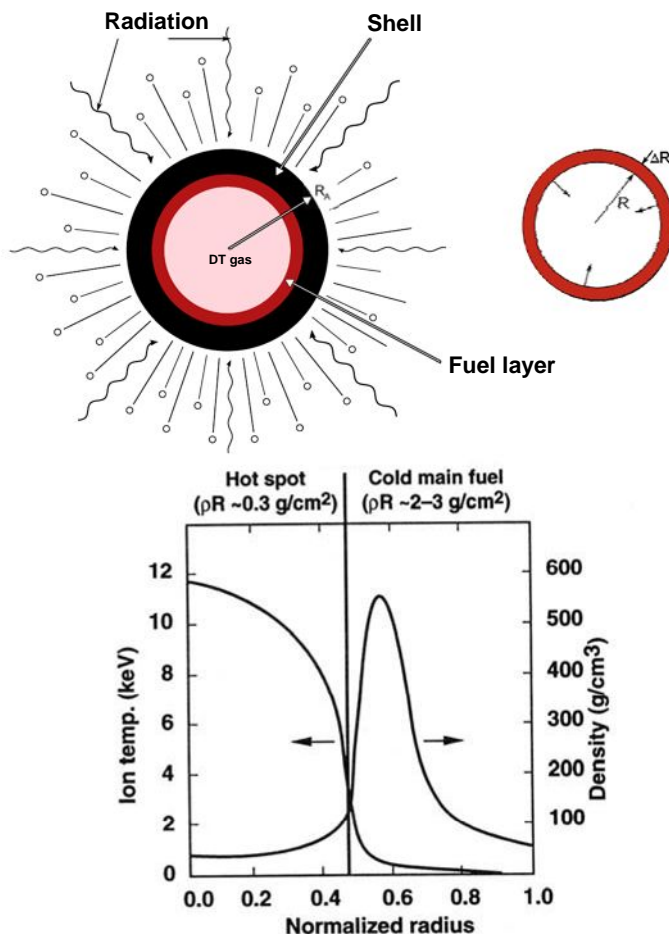 Radiation
Shell
R_A
DT gas
Fuel layer
ΔR
R
Hot spot
(ρR ~0.3 g/cm²)
Cold main fuel
(ρR ~2–3 g/cm²)
Ion temp. (keV)
12
10
8
6
4
2
0
600
500
400
300
200
100
Density (g/cm³)
0.0 0.2 0.4 0.6 0.8 1.0
Normalized radius